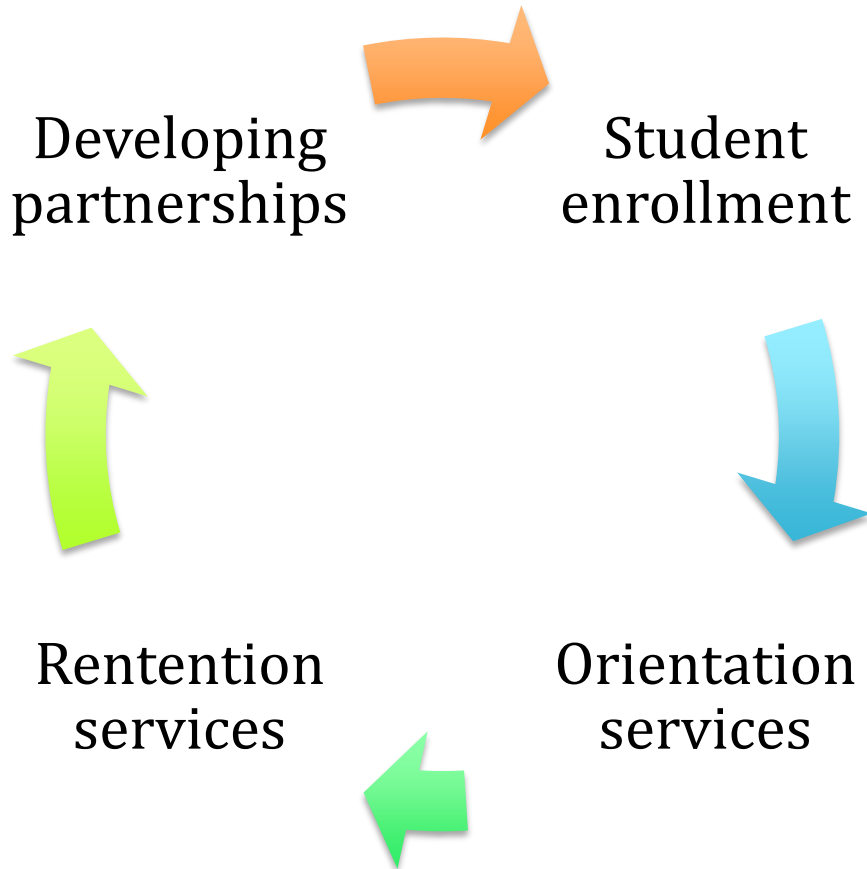 Developing
partnerships
Student
enrollment
Rentention
services
Orientation
services